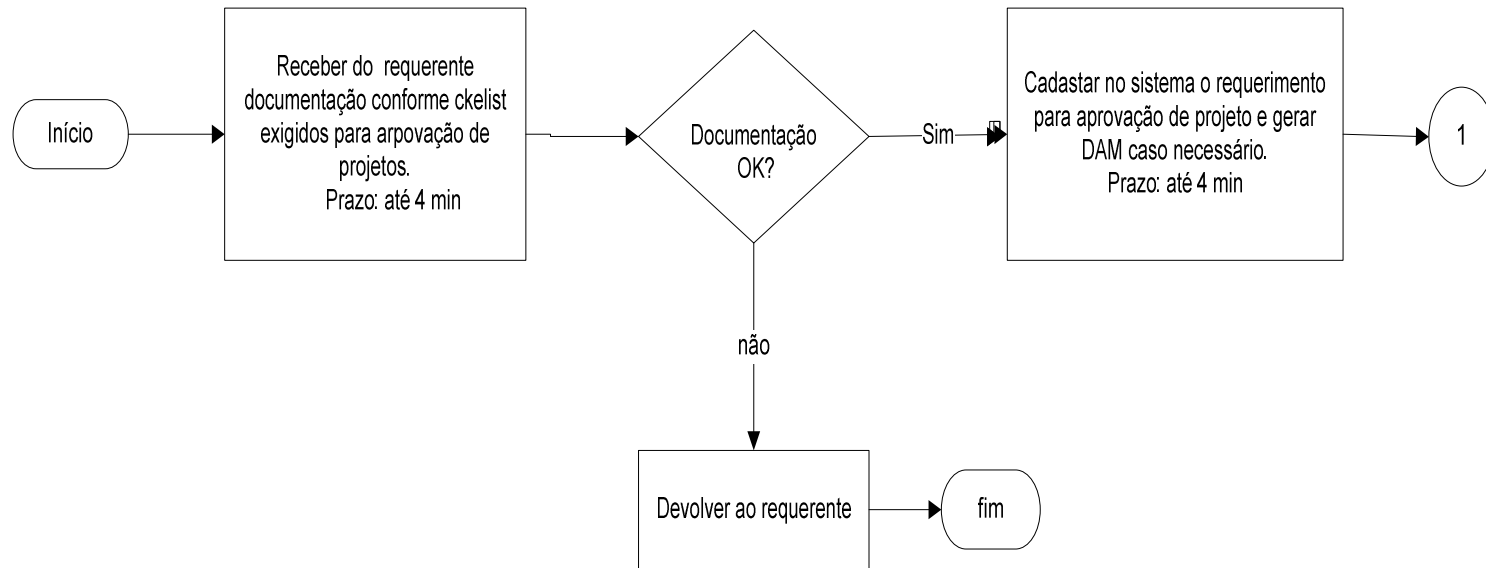 Início
Receber do requerente
documentação conforme ckelist
exigidos para arpovação de
projetos.
Prazo: até 4 min
Documentação
OK?
Sim
Cadastar no sistema o requerimento
para aprovação de projeto e gerar
DAM caso necessário.
Prazo: até 4 min
1
não
Devolver ao requerente
fim